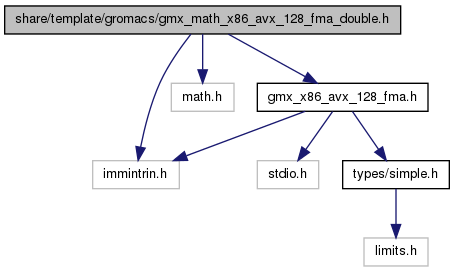 share/template/gromacs/gmx_math_x86_avx_128_fma_double.h
math.h
gmx_x86_avx_128_fma.h
immintrin.h
stdio.h
types/simple.h
limits.h